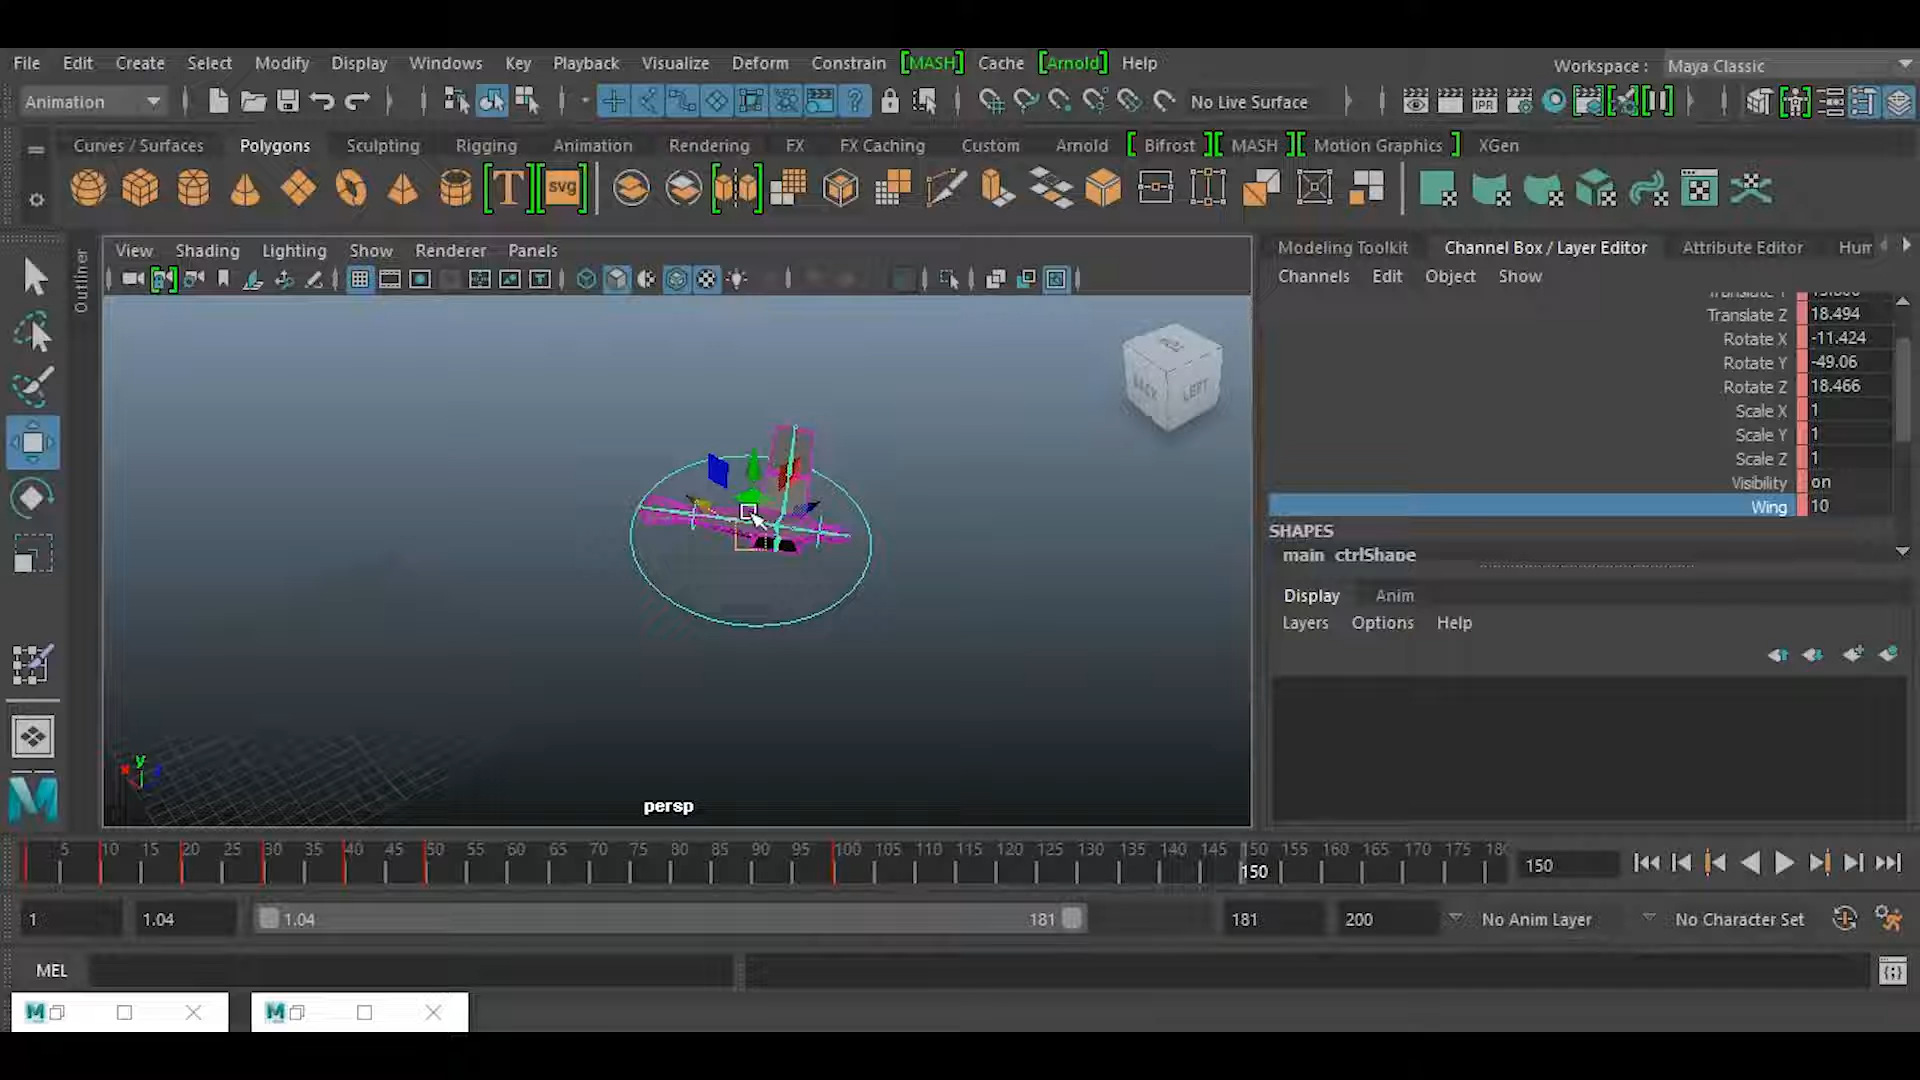 File Edit Create Select Modify Display Windows Key Playback Visualize Deform Constrain [MASH] Cache [Arnold] Help
Workspace : Maya Classic
Animation
No Live Surface
IPR
Curves / Surfaces Polygons Sculpting Rigging Animation Rendering FX FX Caching Custom Arnold [ Bifrost ][ MASH ][ Motion Graphics ] XGen
T svg
Outliner
View Shading Lighting Show Renderer Panels
Modeling Toolkit Channel Box / Layer Editor Attribute Editor
Channels Edit Object Show
Translate Z 18.494
Rotate X -11.424
Rotate Y -49.06
Rotate Z 18.466
Scale X 1
Scale Y 1
Scale Z 1
Visibility on
Wing 10
SHAPES
main_ctrlShape
Display Anim
Layers Options Help
BACK LEFT
y
x
persp
5 10 15 20 25 30 35 40 45 50 55 60 65 70 75 80 85 90 95 100 105 110 115 120 125 130 135 140 145 150 155 160 165 170 175
150
150
1 1.04 1.04 181 181 200 No Anim Layer No Character Set
MEL
M M